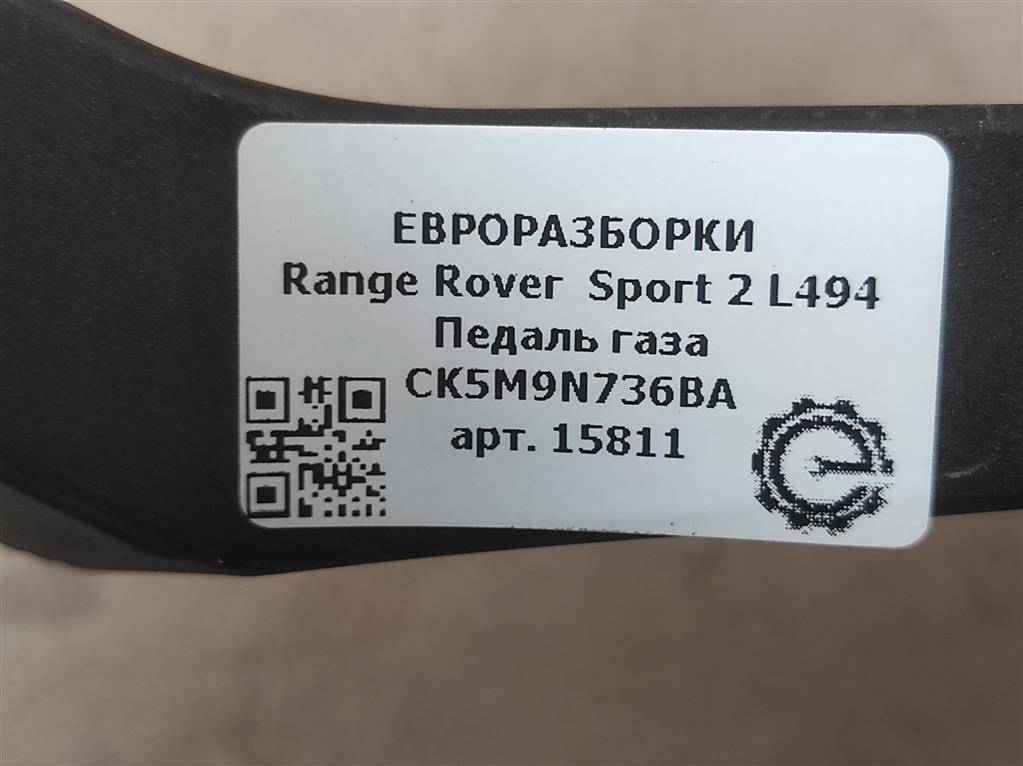 ЕВРОРАЗБОРКИ
Range Rover Sport 2 L494
Педаль газа
CK5M9N736BA
арт. 15811